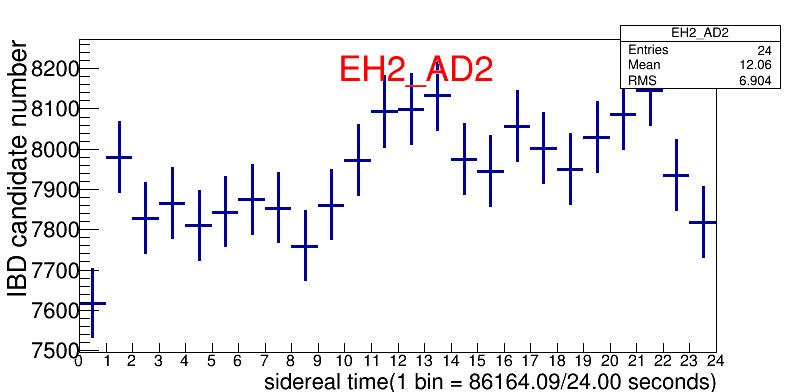 EH2_AD2
Entries 24
Mean 12.06
RMS 6.904
EH2_AD2
IBD candidate number
8200
8100
8000
7900
7800
7700
7600
7500
0 1 2 3 4 5 6 7 8 9 10 11 12 13 14 15 16 17 18 19 20 21 22 23 24
sidereal time(1 bin = 86164.09/24.00 seconds)